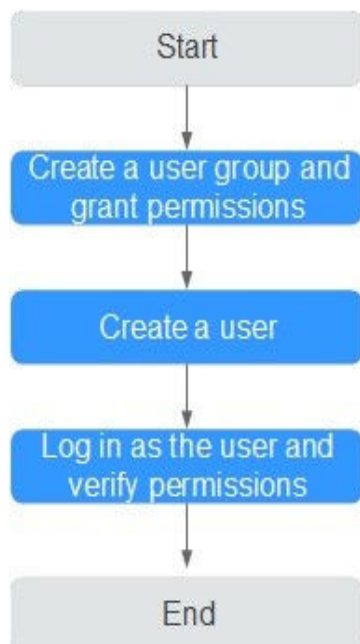 Start
Create a user group and
grant permissions
Create a user
Log in as the user and
verify permissions
End